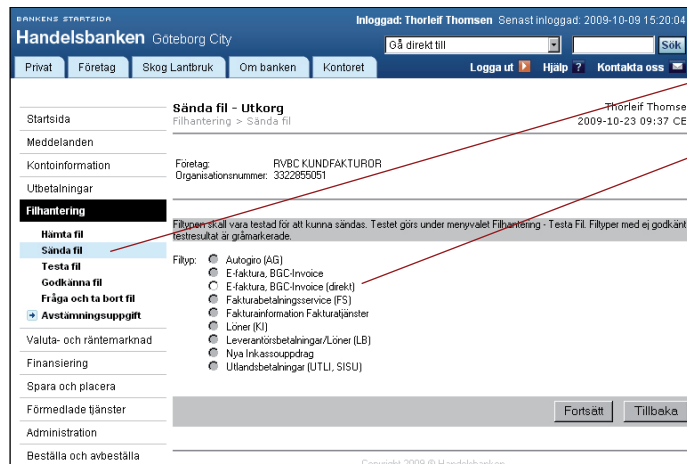 BANKENS STARTSIDA
Inloggad: Thorleif Thomsen Senast inloggad: 2009-10-09 15:20:04
Handelsbanken Göteborg City
Gå direkt till
Sök
Privat Företag Skog Lantbruk Om banken Kontoret Logga ut Hjälp ? Kontakta oss
Sända fil - Utkorg
Thorleif Thomse
Filhantering > Sända fil
2009-10-23 09:37 CE
Startsida
Meddelanden
Kontoinformation
Utbetalningar
Filhantering
Hämta fil
Sända fil
Testa fil
Godkänna fil
Fråga och ta bort fil
Avstämningsuppgift
Valuta- och räntemarknad
Finansiering
Spara och placera
Förmedlade tjänster
Administration
Beställa och avbeställa
Företag: RVBC KUNDFAKTUROR
Organisationsnummer: 3322855051
Filtypen skall vara testad för att kunna sändas. Testet görs under menyvalet Filhantering - Testa Fil. Filtyper med ej godkänt
testresultat är gråmarkerade.
Filtyp: Autogiro (AG)
E-faktura, BGC-Invoice
E-faktura, BGC-Invoice (direkt)
Fakturabetalningsservice (FS)
Fakturainformation Fakturatjänster
Löner (KI)
Leverantörsbetalningar/Löner (LB)
Nya Inkassouppdrag
Utlandsbetalningar (UTLI, SISU)
Fortsätt Tillbaka
Copyright 2009 © Handelsbanken